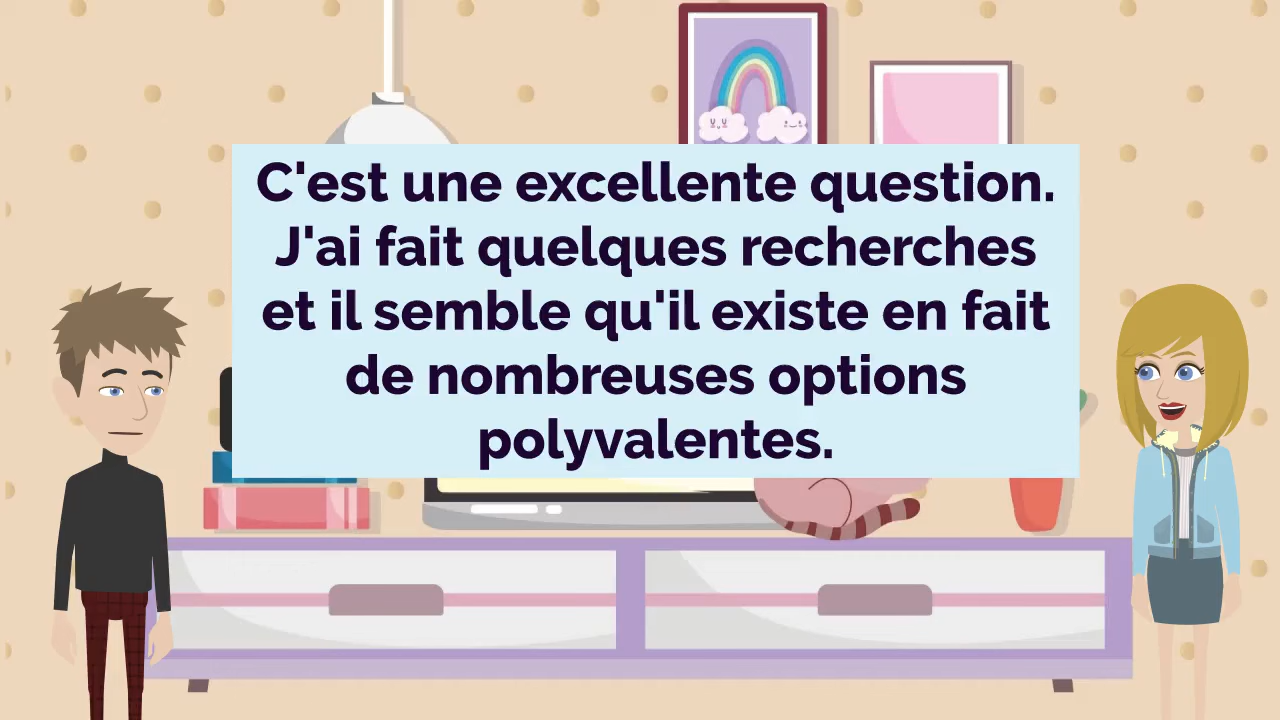 C'est une excellente question.
J'ai fait quelques recherches
et il semble qu'il existe en fait
de nombreuses options
polyvalentes.